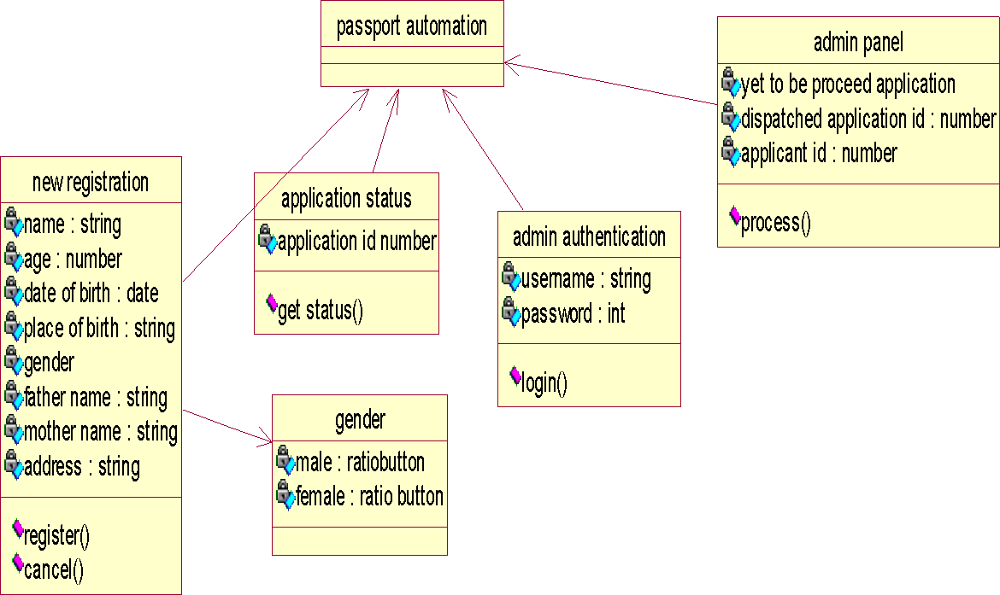 passport automation
admin panel
yet to be proceed application
dispatched application id : number
applicant id : number
process()
new registration
name : string
age : number
date of birth : date
place of birth : string
gender
father name : string
mother name : string
address : string
register()
cancel()
application status
application id number
get status()
admin authentication
username : string
password : int
login()
gender
male : ratiobutton
female : ratio button